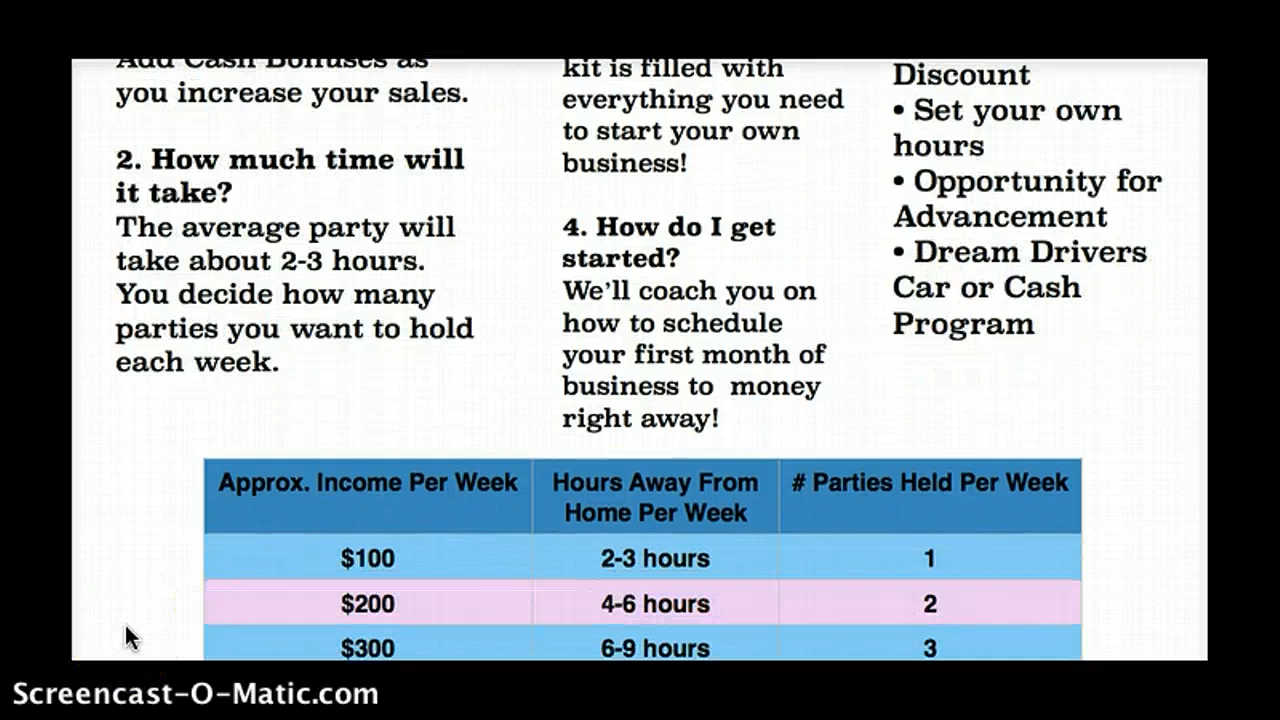 Add Cash Bonuses as
you increase your sales.
2. How much time will
it take?
The average party will
take about 2-3 hours.
You decide how many
parties you want to hold
each week.
kit is filled with
everything you need
to start your own
business!
4. How do I get
started?
We'll coach you on
how to schedule
your first month of
business to  money
right away!
Discount
• Set your own
hours
• Opportunity for
Advancement
• Dream Drivers
Car or Cash
Program
Approx. Income Per Week
Hours Away From
Home Per Week
# Parties Held Per Week
$100
2-3 hours
1
$200
4-6 hours
2
$300
6-9 hours
3
Screencast-O-Matic.com